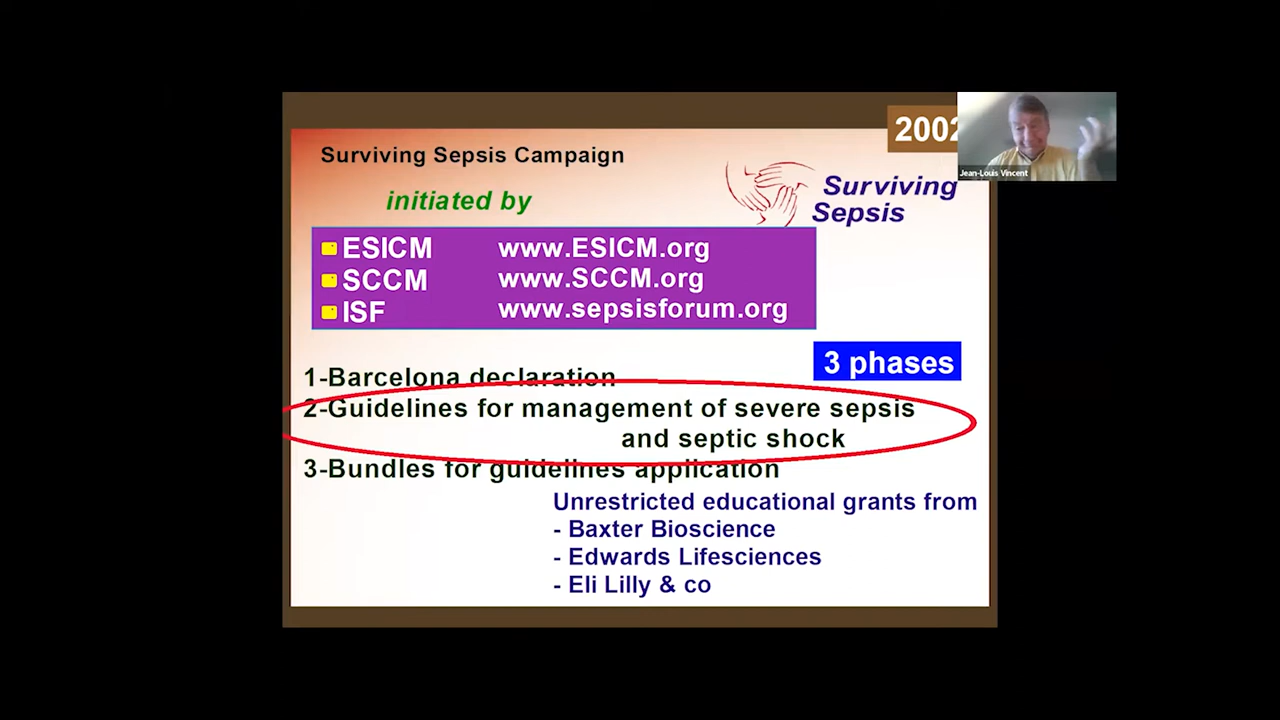 2002
Jean-Louis Vincent
Surviving Sepsis Campaign
initiated by
Surviving
Sepsis
ESICM www.ESICM.org
SCCM www.SCCM.org
ISF www.sepsisforum.org
3 phases
1-Barcelona declaration
2-Guidelines for management of severe sepsis
and septic shock
3-Bundles for guidelines application
Unrestricted educational grants from
- Baxter Bioscience
- Edwards Lifesciences
- Eli Lilly & co